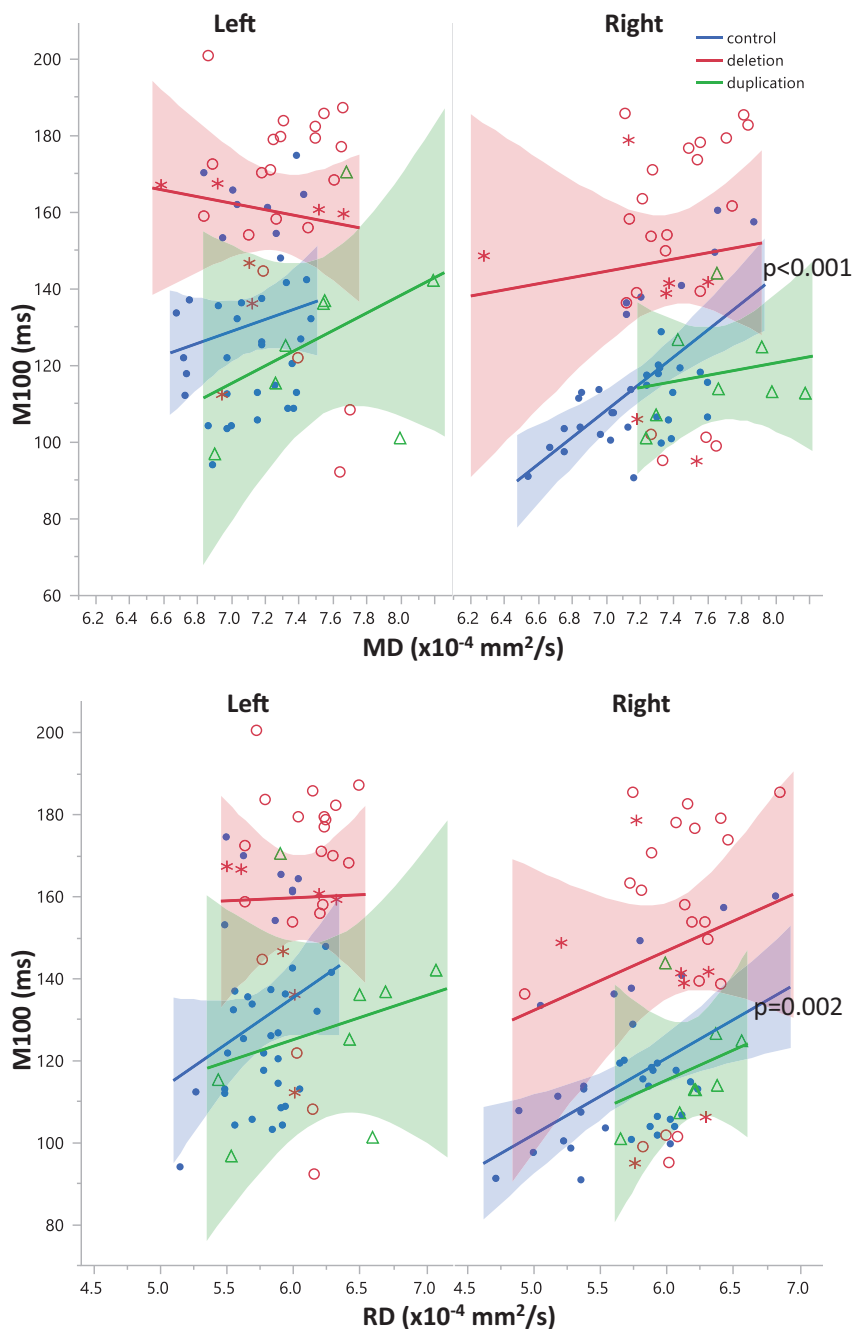 Left Right
control
deletion
duplication
200
180
160
140
120
100
80
60
M100 (ms)
p<0.001
6.2 6.4 6.6 6.8 7.0 7.2 7.4 7.6 8.0 6.2 6.4 6.6 6.8 7.0 7.2 7.4 7.6 8.0
MD (x10⁻⁴ mm²/s)
Left Right
200
180
160
140
120
100
80
M100 (ms)
p=0.002
4.5 5.0 5.5 6.0 6.5 7.0 4.5 5.0 5.5 6.0 6.5 7.0
RD (x10⁻⁴ mm²/s)